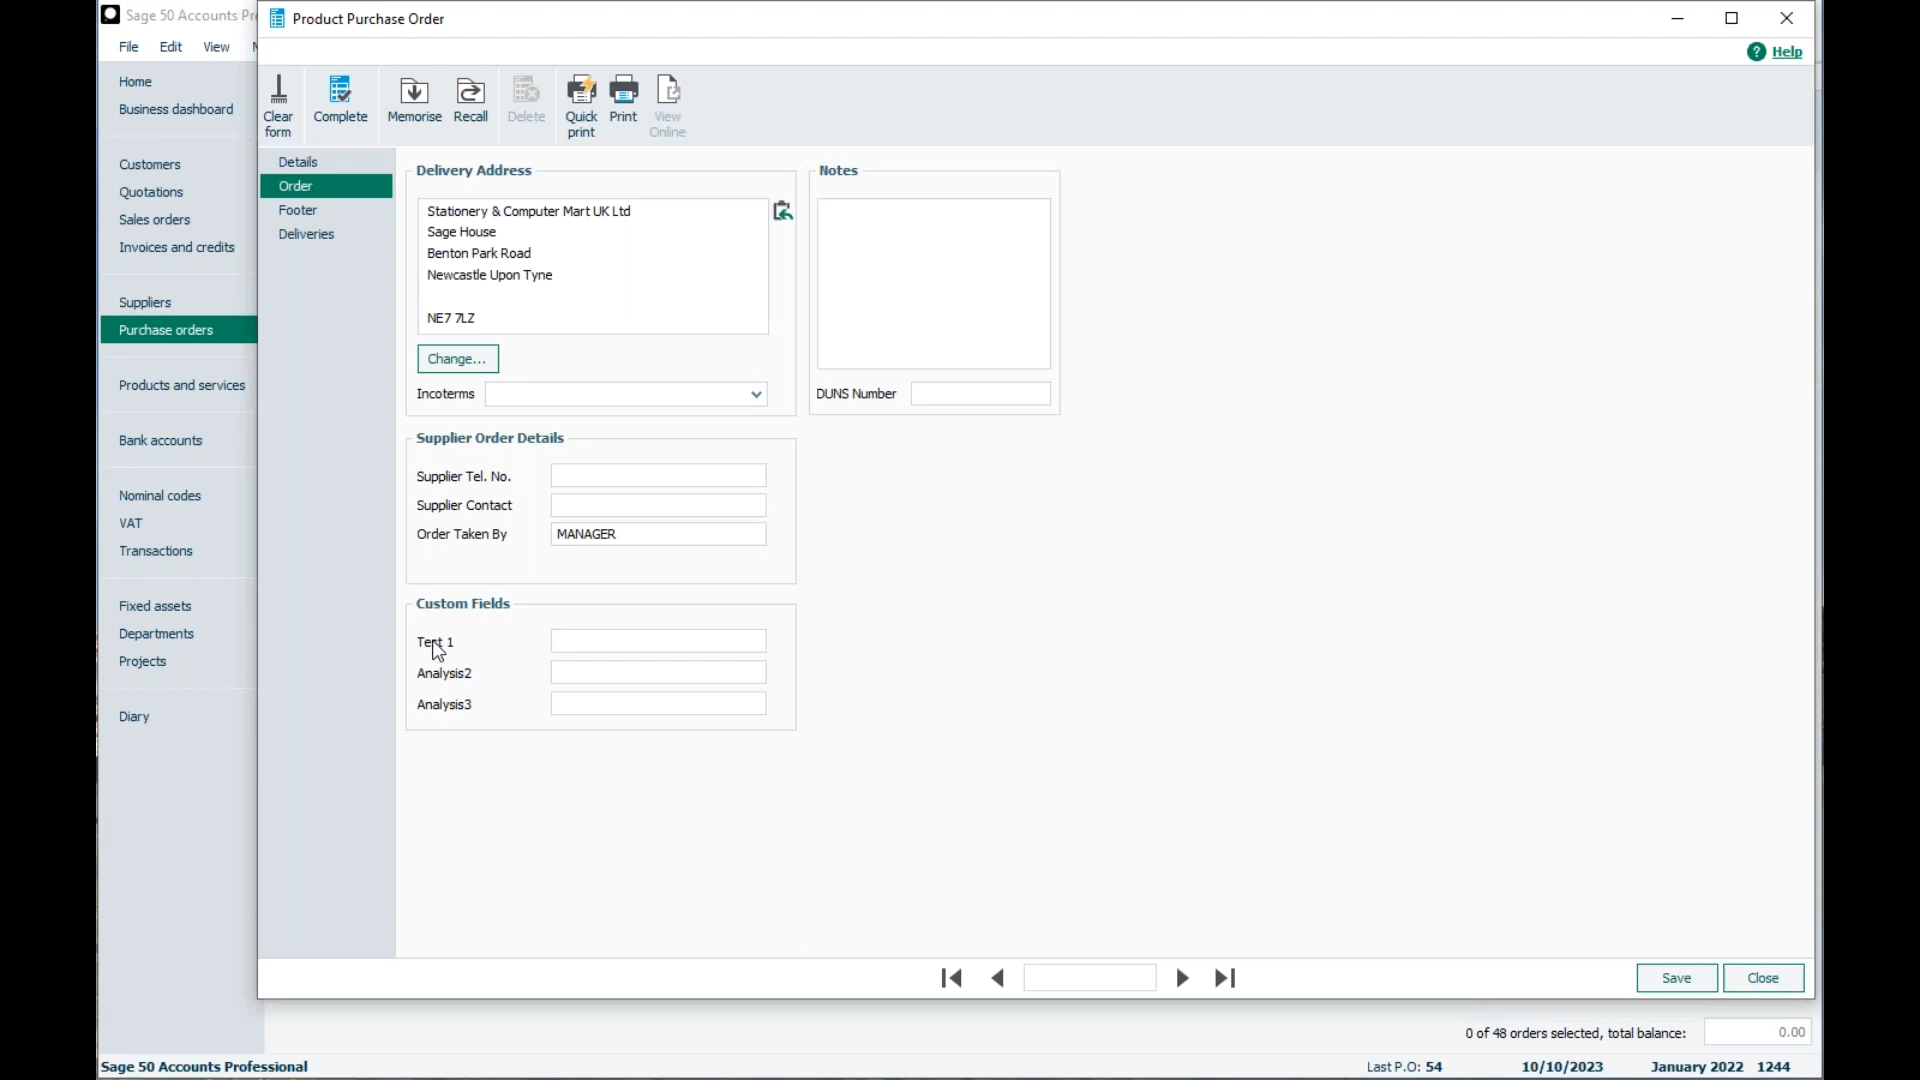 Sage 50 Accounts Pr
Product Purchase Order
File Edit View
Help
Home
Business dashboard
Customers
Quotations
Sales orders
Invoices and credits
Suppliers
Purchase orders
Products and services
Bank accounts
Nominal codes
VAT
Transactions
Fixed assets
Departments
Projects
Diary
Clear form
Complete
Memorise
Recall
Delete
Quick print
Print
View Online
Details
Order
Footer
Deliveries
Delivery Address
Stationery & Computer Mart UK Ltd
Sage House
Benton Park Road
Newcastle Upon Tyne
NE7 7LZ
Change...
Incoterms
Notes
DUNS Number
Supplier Order Details
Supplier Tel. No.
Supplier Contact
Order Taken By MANAGER
Custom Fields
Test 1
Analysis2
Analysis3
Save Close
0 of 48 orders selected, total balance: 0.00
Sage 50 Accounts Professional Last P.O: 54 10/10/2023 January 2022 1244